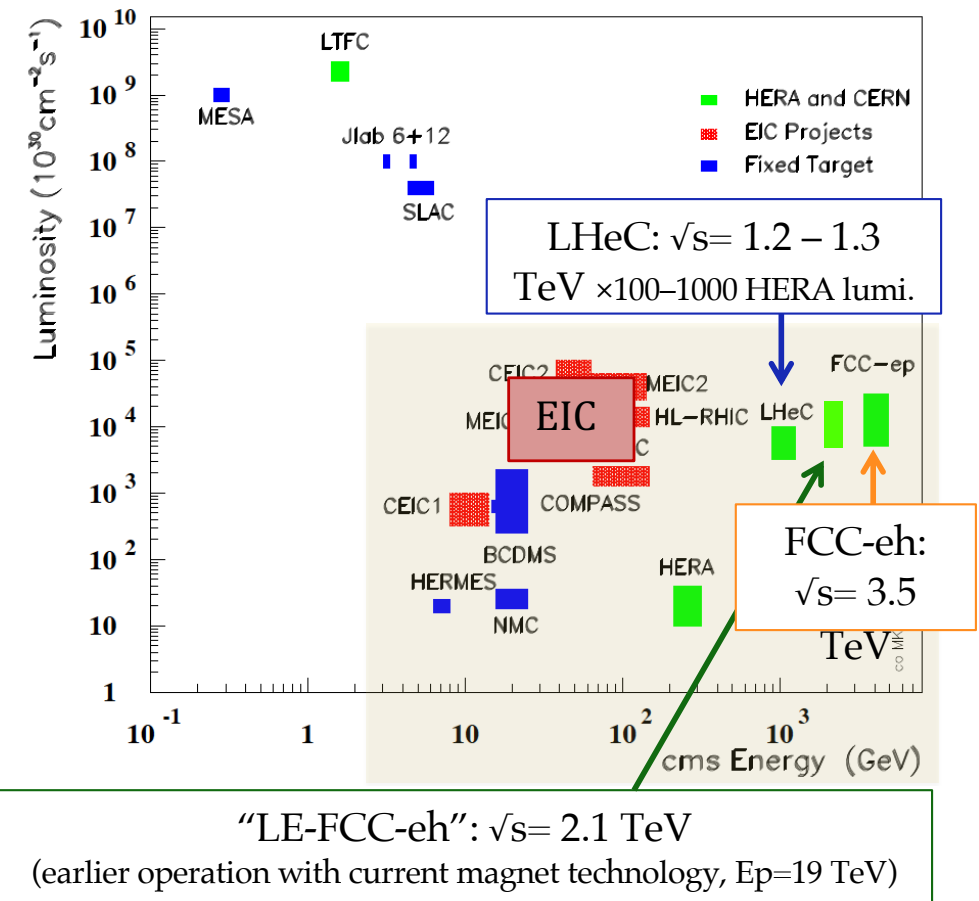 Luminosity (10³⁰cm⁻²s⁻¹)
10 ¹⁰
10 ⁹
10 ⁸
10 ⁷
10 ⁶
10 ⁵
10 ⁴
10 ³
10 ²
10
1
LTFC
MESA
Jlab 6+12
SLAC
HERA and CERN
EIC Projects
Fixed Target
LHeC: √s= 1.2 – 1.3
TeV ×100–1000 HERA lumi.
FCC-ep
CEIC2
MEIC2
MEIC
EIC
HL-RHIC
LHeC
C
CEIC1
COMPASS
BCDMS
HERMES
NMC
HERA
FCC-eh:
√s= 3.5
TeV
co MK
10 ⁻¹
1
10
10 ²
10 ³
cms Energy (GeV)
“LE-FCC-eh”: √s= 2.1 TeV
(earlier operation with current magnet technology, Ep=19 TeV)